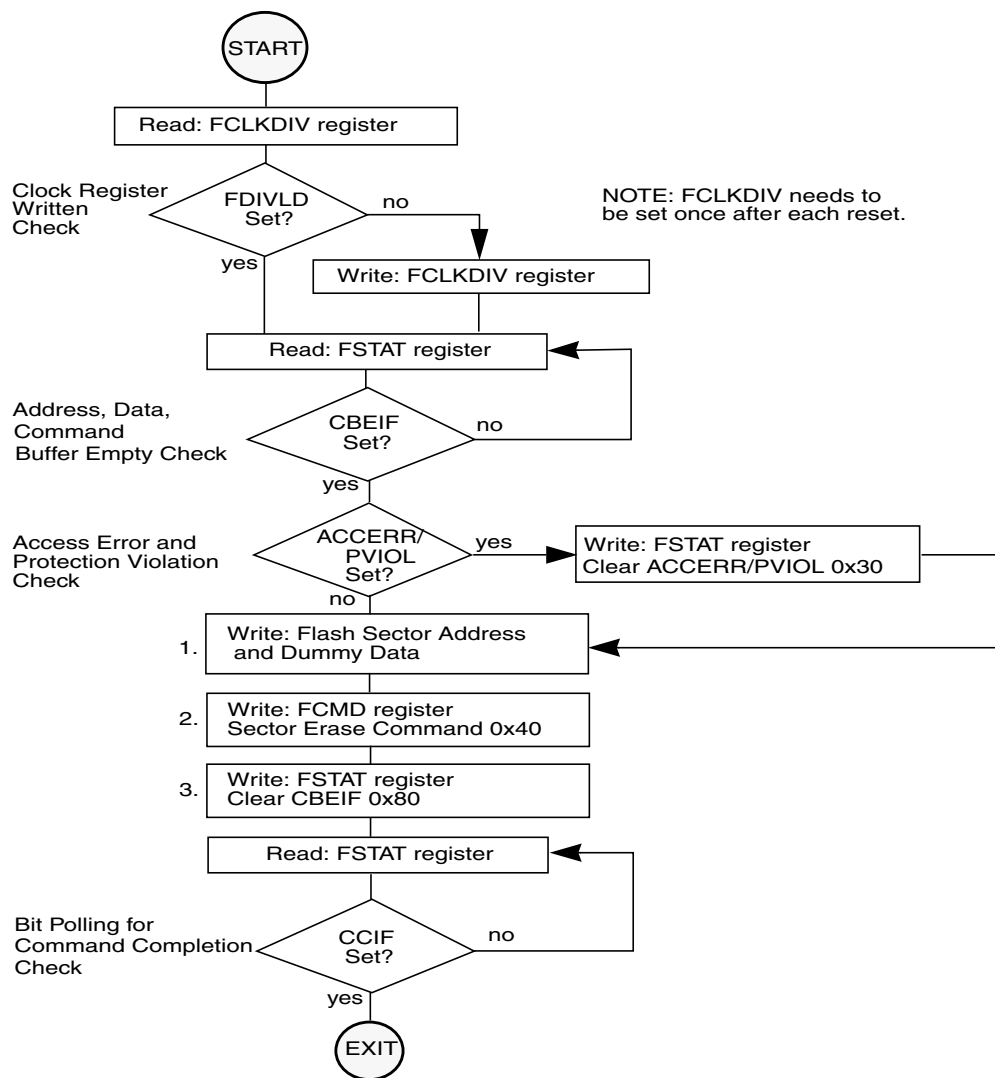 START
Read: FCLKDIV register
Clock Register
Written
Check
FDIVLD
Set?
no
yes
NOTE: FCLKDIV needs to
be set once after each reset.
Write: FCLKDIV register
Read: FSTAT register
Address, Data,
Command
Buffer Empty Check
CBEIF
Set?
no
yes
Access Error and
Protection Violation
Check
ACCERR/
PVIOL
Set?
yes
no
Write: FSTAT register
Clear ACCERR/PVIOL 0x30
1.
Write: Flash Sector Address
and Dummy Data
2.
Write: FCMD register
Sector Erase Command 0x40
3.
Write: FSTAT register
Clear CBEIF 0x80
Read: FSTAT register
Bit Polling for
Command Completion
Check
CCIF
Set?
no
yes
EXIT